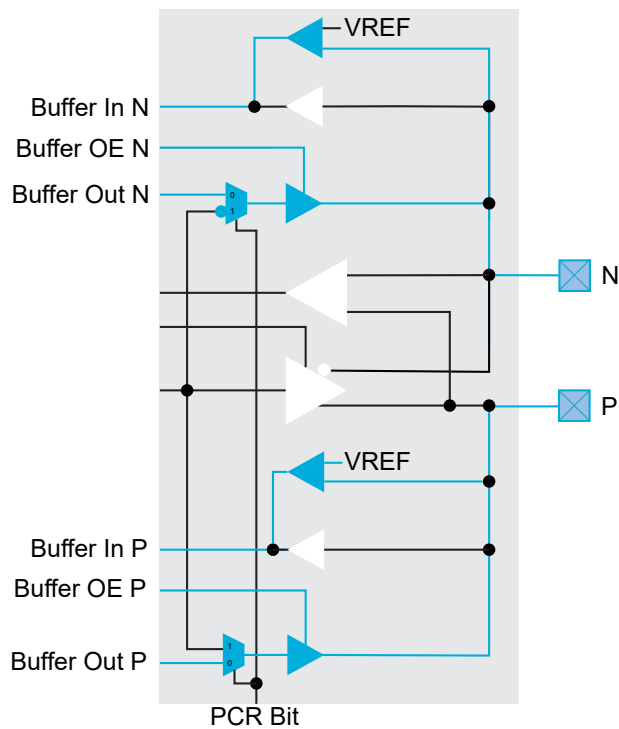 VREF
Buffer In N
Buffer OE N
Buffer Out N
0
1
N
P
VREF
Buffer In P
Buffer OE P
1
Buffer Out P
0
PCR Bit